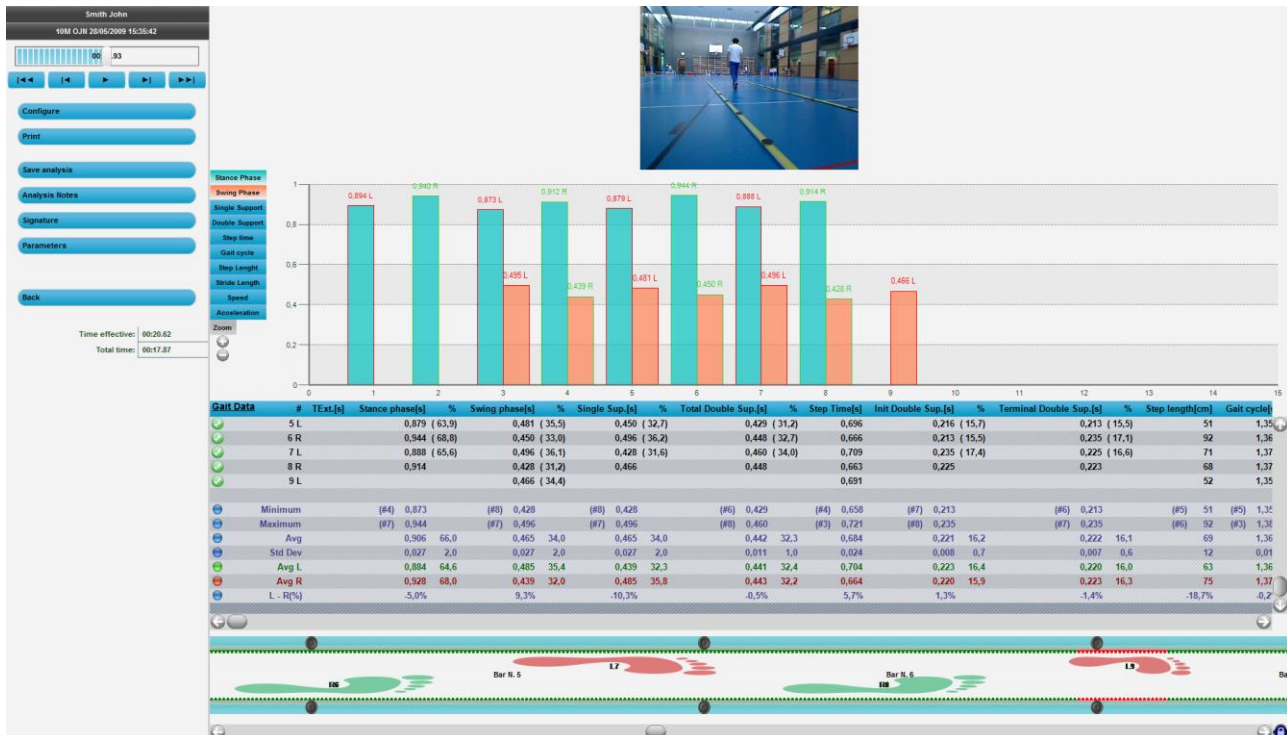 Smith John
10M OJN 28/05/2009 15:35:42
00 .93
Configure
Print
Save analysis
Analysis Notes
Signature
Parameters
Back
Time effective: 00:20.62
Total time: 00:17.87
Stance Phase
Swing Phase
Single Support
Double Support
Step time
Gait cycle
Step Lenght
Stride Length
Speed
Acceleration
Zoom
1
0,8
0,6
0,4
0,2
0
0,894 L 0,940 R 0,873 L 0,912 R 0,879 L 0,944 R 0,888 L 0,914 R
0,495 L 0,439 R 0,481 L 0,450 R 0,496 L 0,428 R 0,466 L
0 1 2 3 4 5 6 7 8 9 10 11 12 13 14 15
Gait Data # TExt.[s] Stance phase[s] % Swing phase[s] % Single Sup.[s] % Total Double Sup.[s] % Step Time[s] Init Double Sup.[s] % Terminal Double Sup.[s] % Step length[cm] Gait cycle[s
5 L 0,879 (63,9) 0,481 (35,5) 0,450 (32,7) 0,429 (31,2) 0,696 0,216 (15,7) 0,213 (15,5) 51 1,35
6 R 0,944 (68,8) 0,450 (33,0) 0,496 (36,2) 0,448 (32,7) 0,666 0,213 (15,5) 0,235 (17,1) 92 1,36
7 L 0,888 (65,6) 0,496 (36,1) 0,428 (31,6) 0,460 (34,0) 0,709 0,235 (17,4) 0,225 (16,6) 71 1,37
8 R 0,914 0,428 (31,2) 0,466 0,448 0,663 0,225 0,223 68 1,37
9 L 0,466 (34,4) 0,691 52 1,35
Minimum (#4) 0,873 (#8) 0,428 (#8) 0,428 (#6) 0,429 (#4) 0,658 (#7) 0,213 (#6) 0,213 (#5) 51 (#5) 1,35
Maximum (#7) 0,944 (#7) 0,496 (#7) 0,496 (#8) 0,460 (#3) 0,721 (#8) 0,235 (#7) 0,235 (#6) 92 (#3) 1,38
Avg 0,906 66,0 0,465 34,0 0,465 34,0 0,442 32,3 0,684 0,221 16,2 0,222 16,1 69 1,36
Std Dev 0,027 2,0 0,027 2,0 0,027 2,0 0,011 1,0 0,024 0,008 0,7 0,007 0,6 12 0,01
Avg L 0,884 64,6 0,485 35,4 0,439 32,3 0,441 32,4 0,704 0,223 16,4 0,220 16,0 63 1,36
Avg R 0,928 68,0 0,439 32,0 0,485 35,8 0,443 32,2 0,664 0,220 15,9 0,223 16,3 75 1,37
L - R(%) -5,0% 9,3% -10,3% -0,5% 5,7% 1,3% -1,4% -18,7% -0,2
L7 L9
Bar N. 5 Bar N. 6 Ba
R6 R8